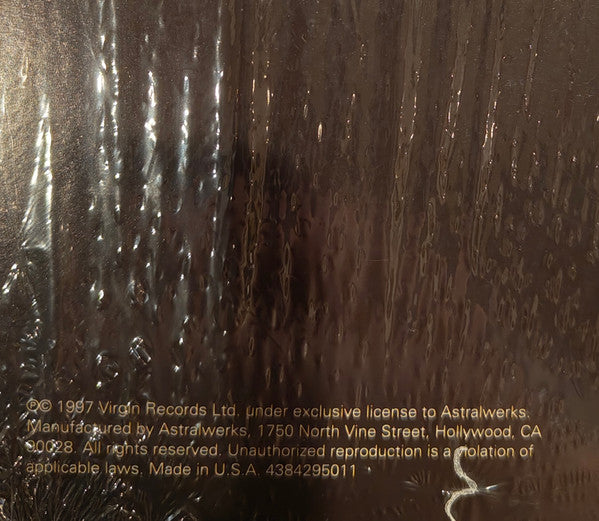 ℗© 1997 Virgin Records Ltd. under exclusive license to Astralwerks.
Manufactured by Astralwerks, 1750 North Vine Street, Hollywood, CA
90028. All rights reserved. Unauthorized reproduction is a violation of
applicable laws. Made in U.S.A. 4384295011